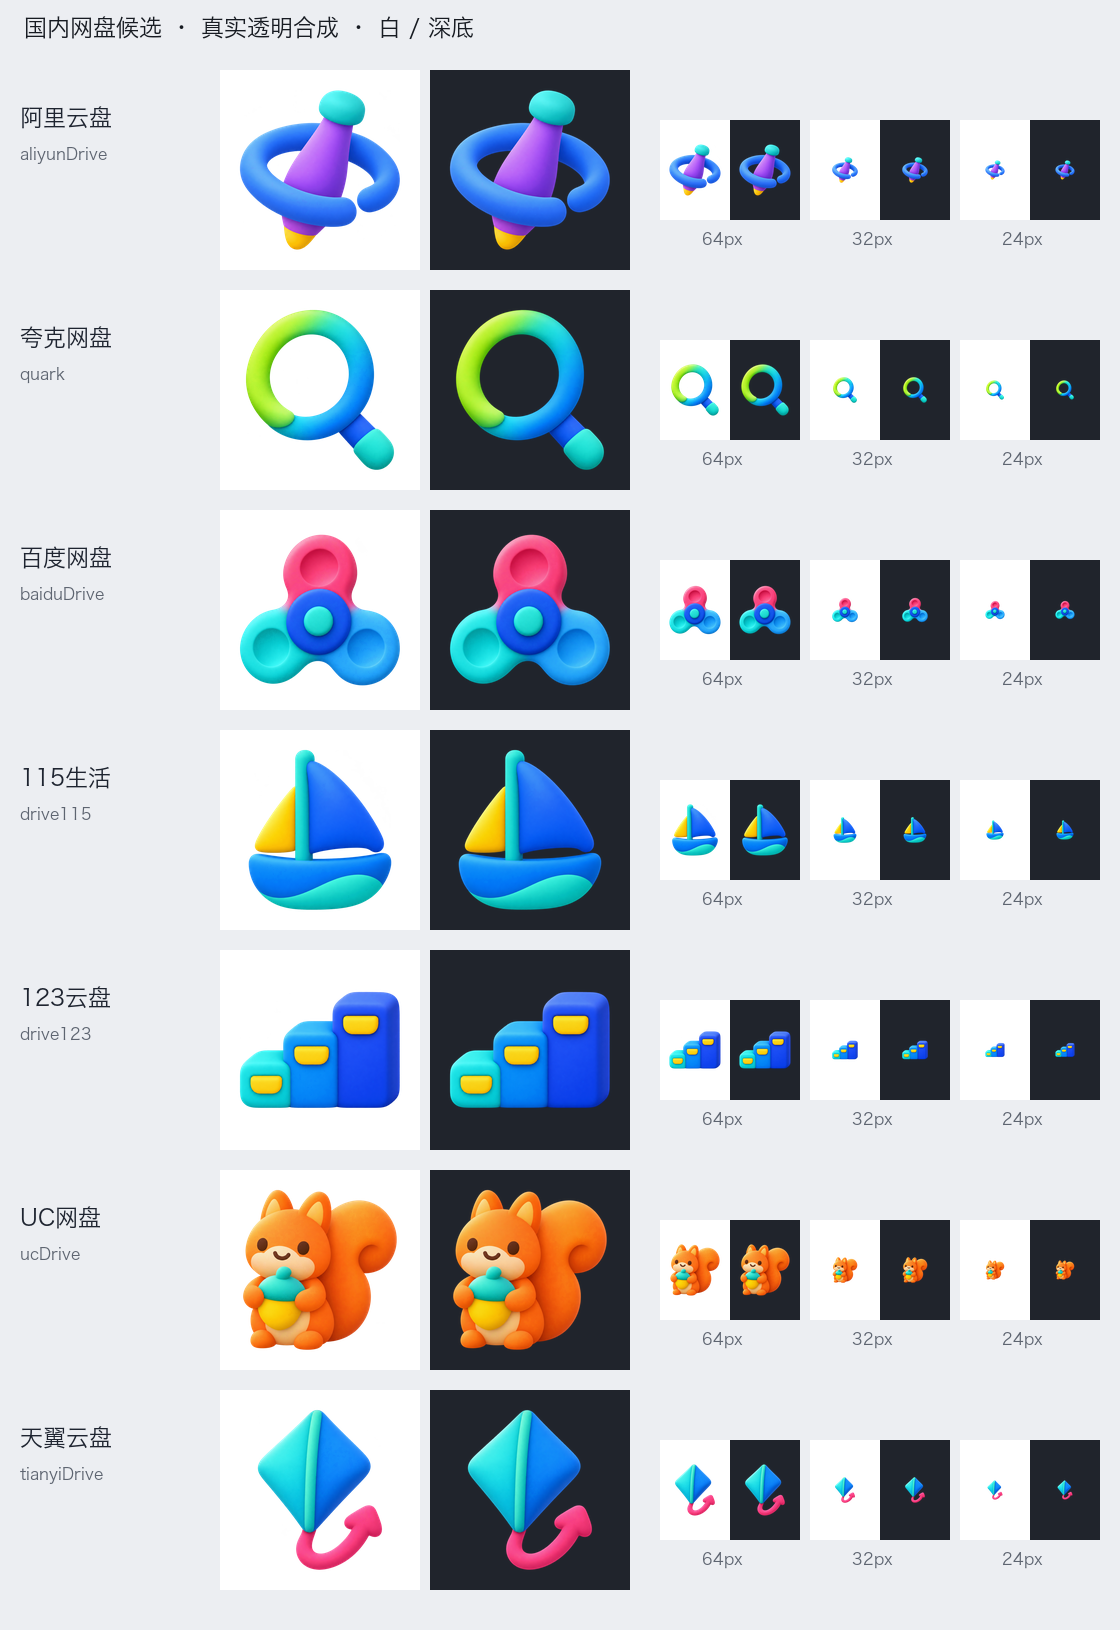 国内网盘候选 · 真实透明合成 · 白 / 深底
阿里云盘
aliyunDrive
64px 32px 24px
夸克网盘
quark
64px 32px 24px
百度网盘
baiduDrive
64px 32px 24px
115生活
drive115
64px 32px 24px
123云盘
drive123
64px 32px 24px
UC网盘
ucDrive
64px 32px 24px
天翼云盘
tianyiDrive
64px 32px 24px